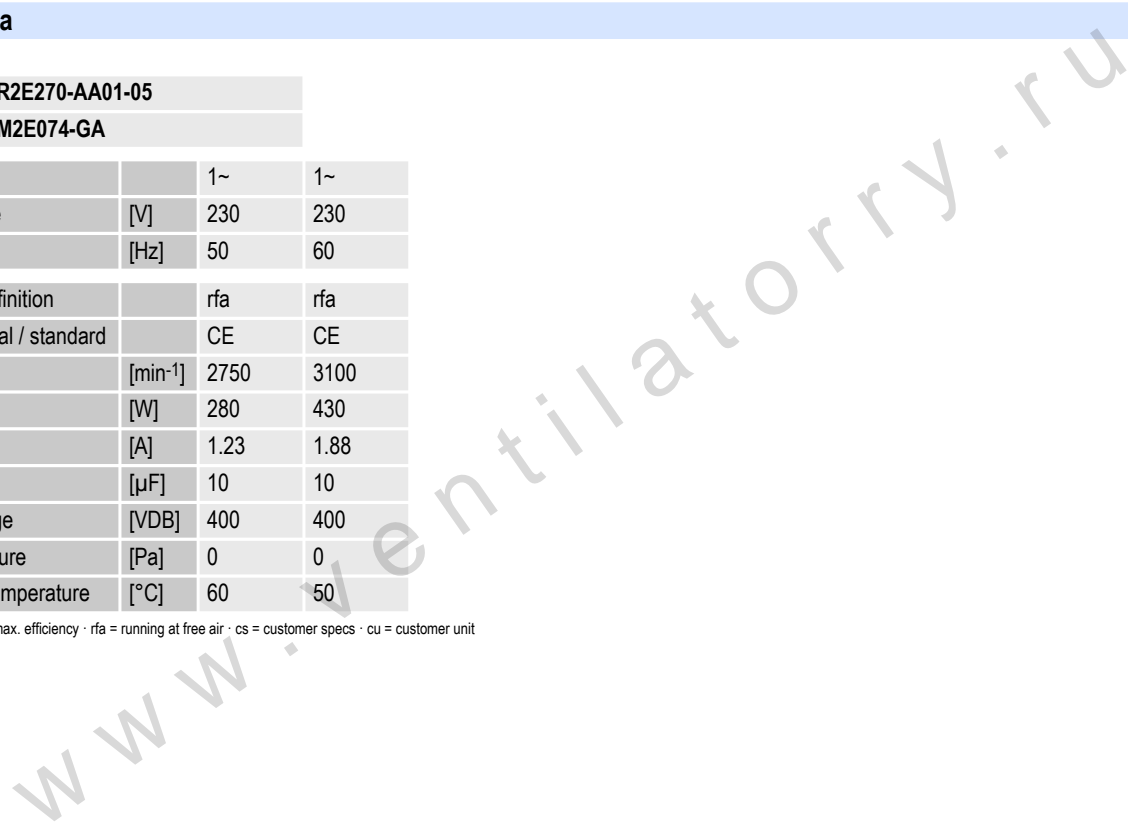 a
R2E270-AA01-05
M2E074-GA
1~ 1~
e [V] 230 230
[Hz] 50 60
finition rfa rfa
al / standard CE CE
[min-1] 2750 3100
[W] 280 430
[A] 1.23 1.88
[µF] 10 10
ge [VDB] 400 400
ure [Pa] 0 0
emperature [°C] 60 50
max. efficiency · rfa = running at free air · cs = customer specs · cu = customer unit
www.ventilatorry.ru